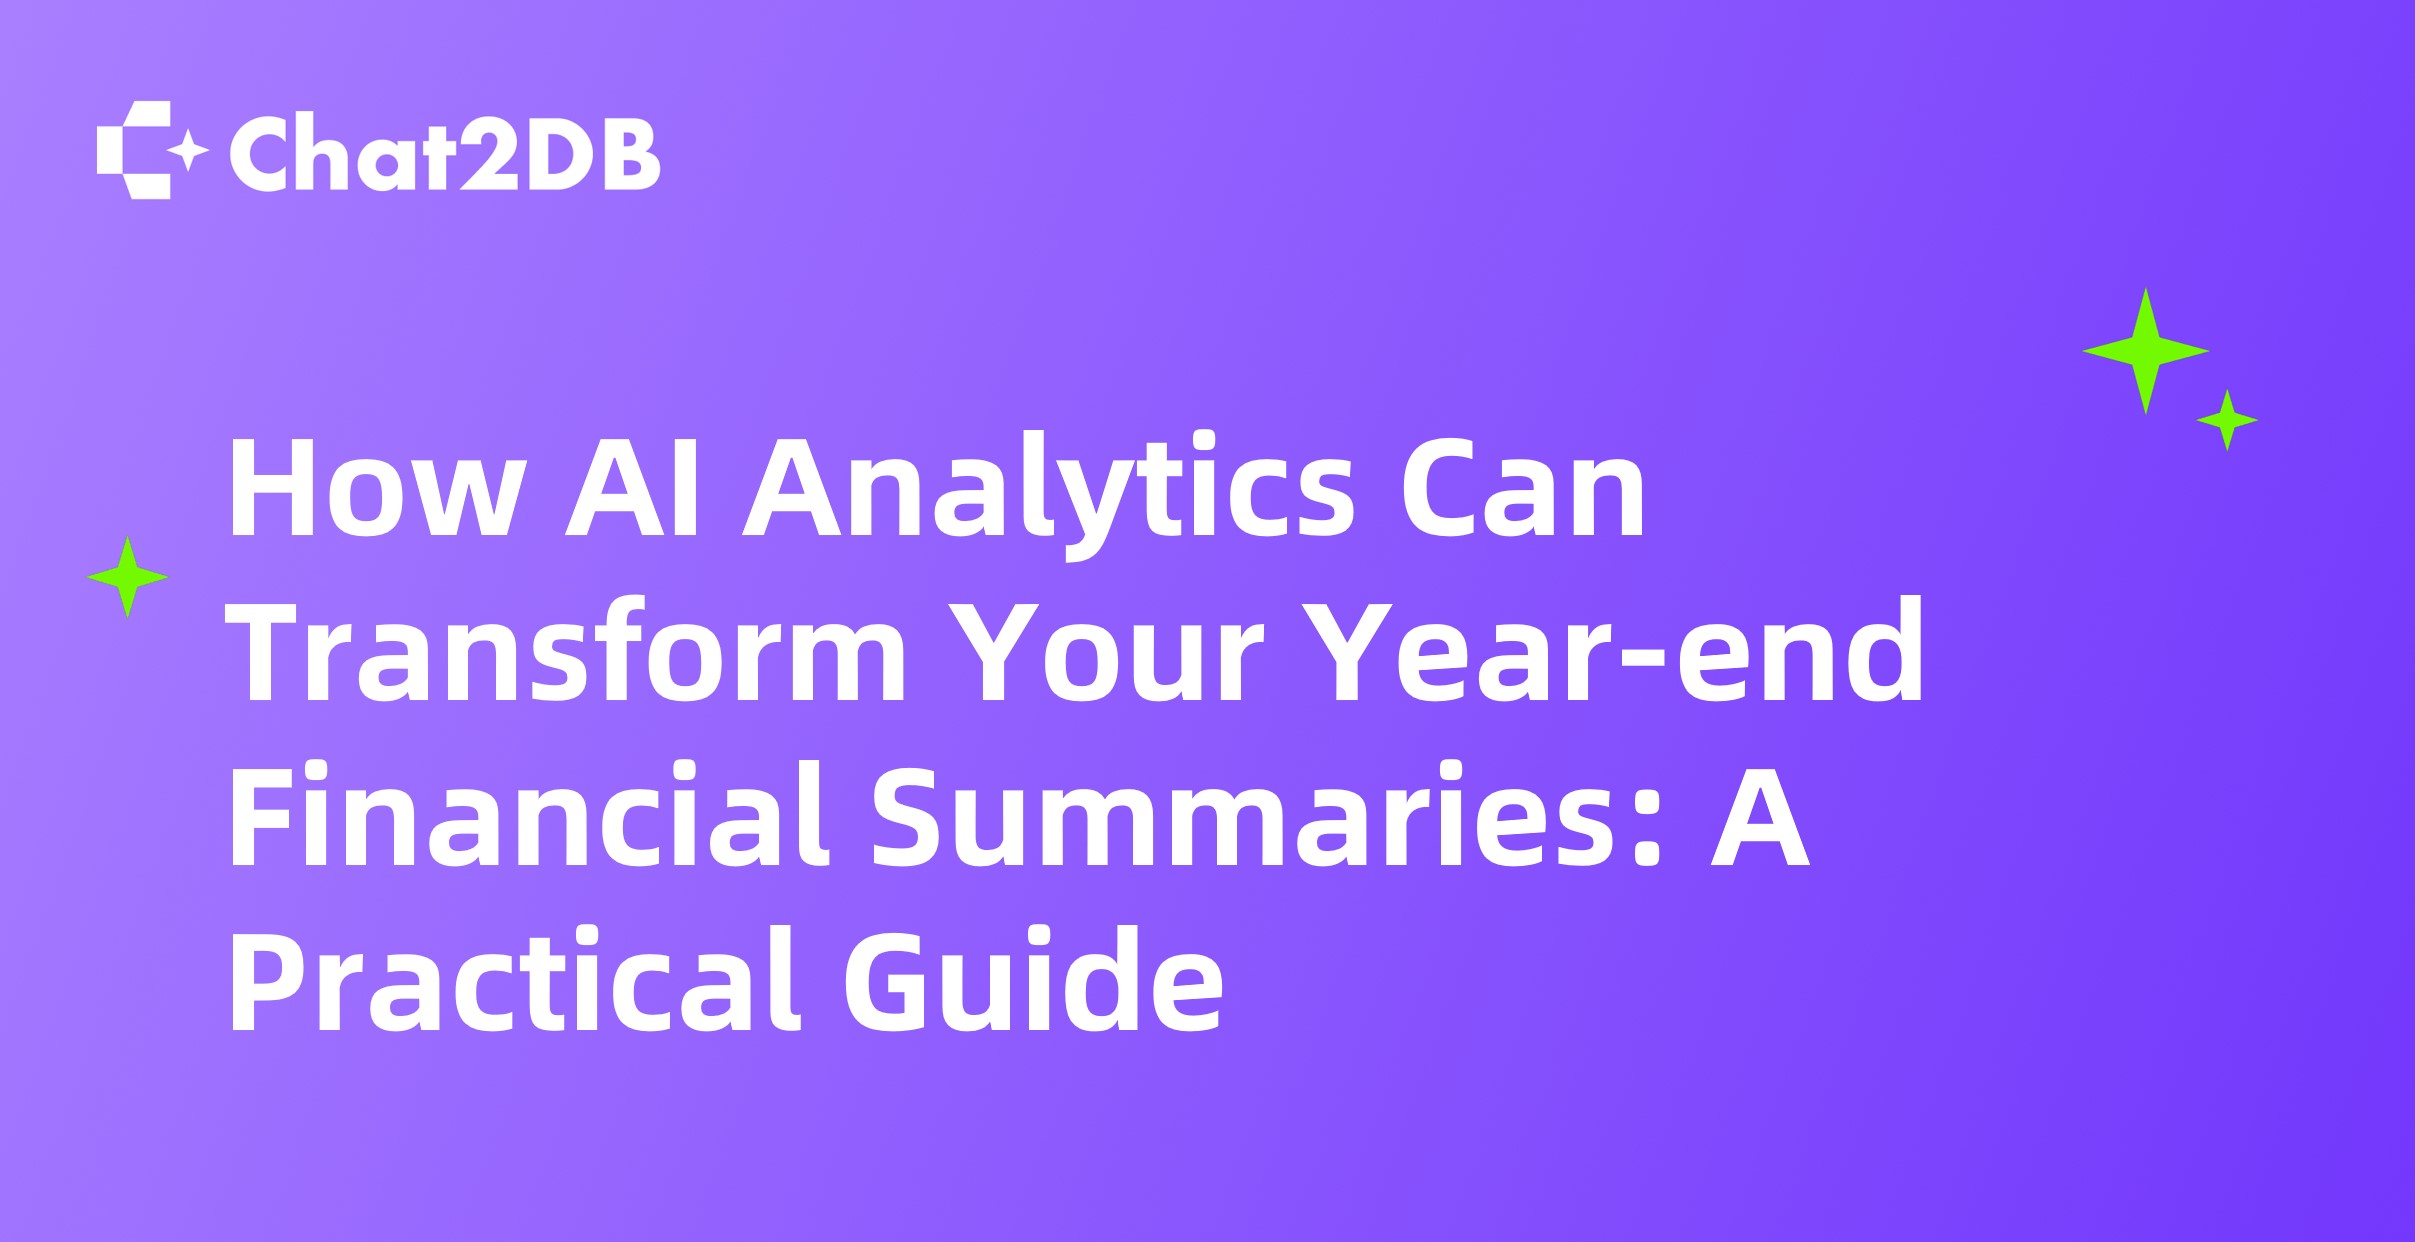 Chat2DB
How AI Analytics Can
Transform Your Year-end
Financial Summaries: A
Practical Guide